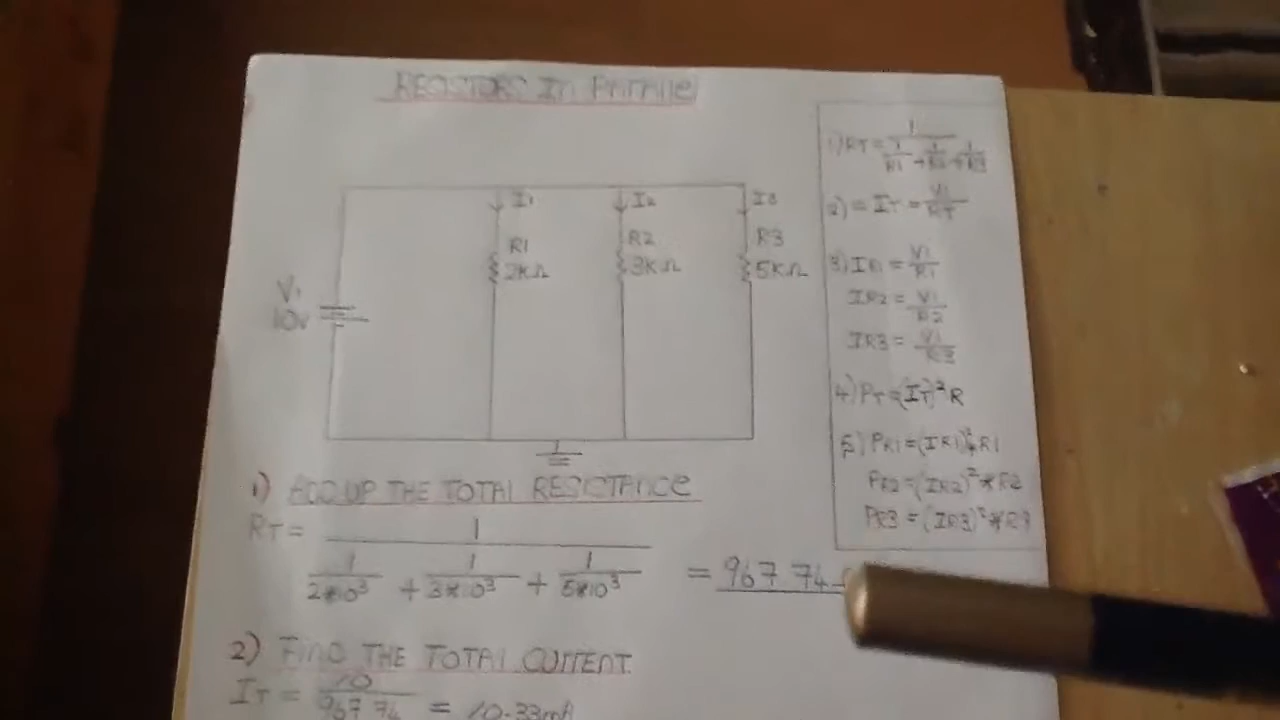 RESISTORS In PArAllel
I1 I2 I3
R1 R2 R3
2KΩ 3KΩ 5KΩ
V1
10v
1) RT = 1 / 1/R1 + 1/R2 + 1/R3
2) = IT = V1/RT
3) IR1 = V1/R1
IR2 = V1/R2
IR3 = V1/R3
4) PT = (IT)²R
5) PR1 = (IR1)²*R1
PR2 = (IR2)²*R2
PR3 = (IR3)²*R3
1) ADD UP THE TOTAL RESISTANCE
RT = 1 / 1/2*10³ + 1/3*10³ + 1/5*10³ = 967.74
2) FIND THE TOTAL CURRENT
IT = 10/967.74 = 10.33mA